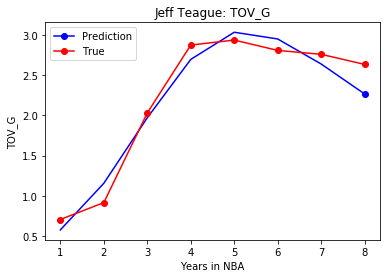 Jeff Teague: TOV_G
Prediction
True
3.0
2.5
2.0
1.5
1.0
0.5
TOV_G
1 2 3 4 5 6 7 8
Years in NBA